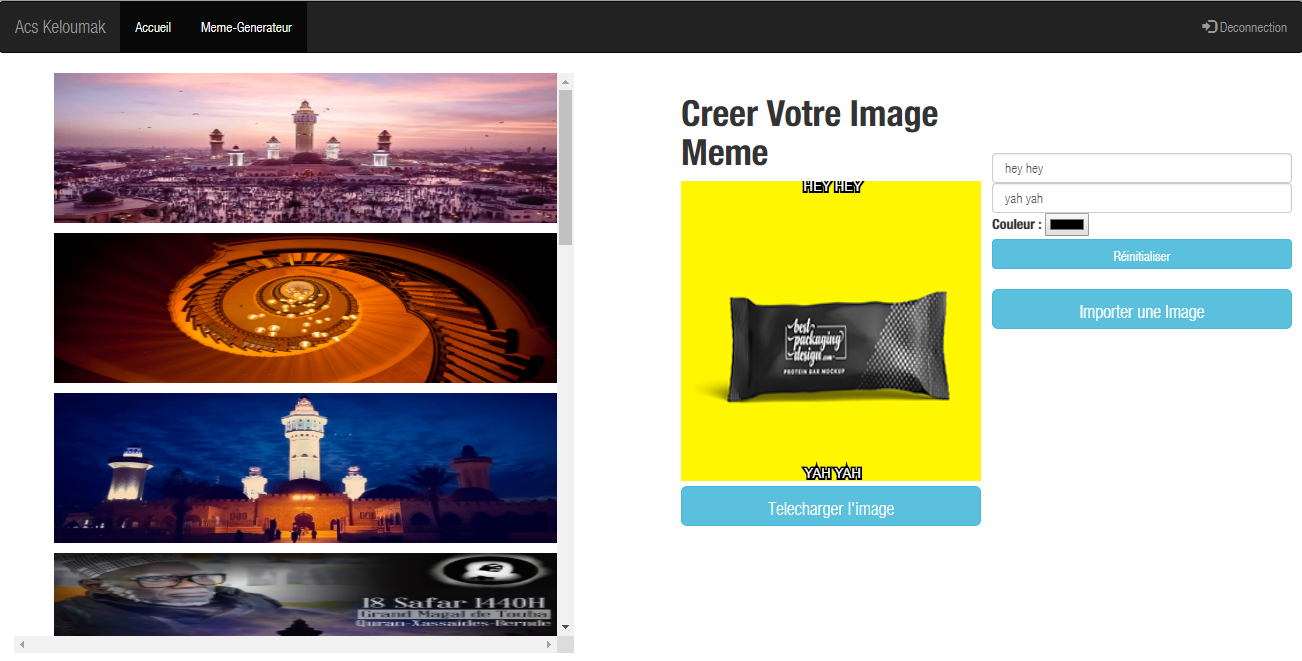 Acs Keloumak
Accueil
Meme-Generateur
Deconnection
18 Safar 1440H
Grand Magal de Touba
Quran-Xassaides-Bernde
Creer Votre Image
Meme
HEY HEY
best
packaging
design.com
PROTEIN BAR MOCKUP
YAH YAH
Telecharger l'image
hey hey
yah yah
Couleur :
Réinitialiser
Importer une Image